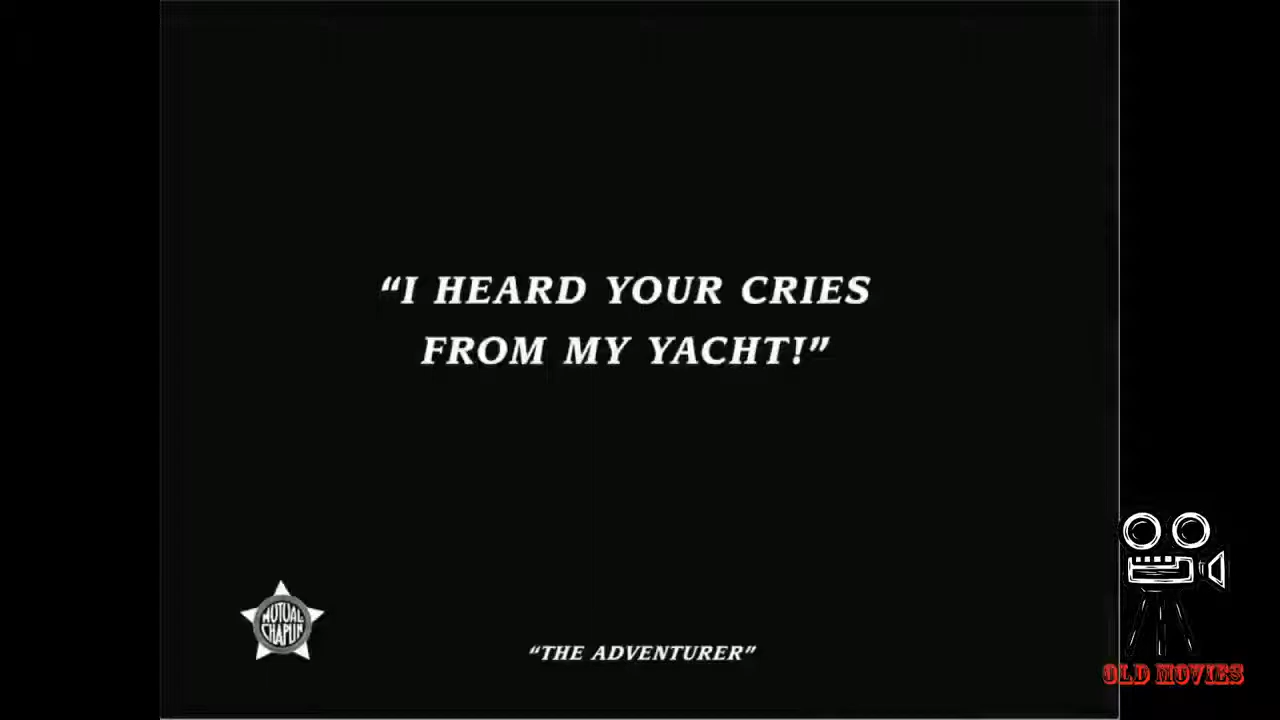 “I HEARD YOUR CRIES
FROM MY YACHT!”
MUTUAL
CHAPLIN
“THE ADVENTURER”
OLD MOVIES